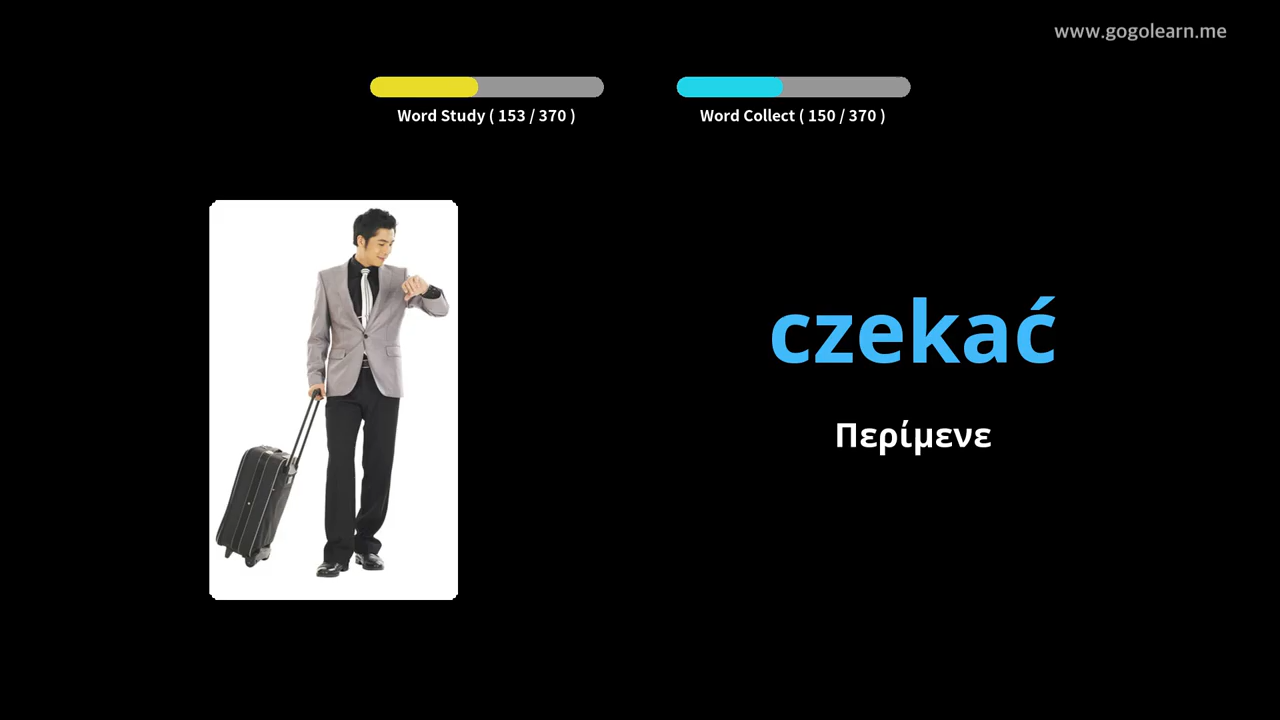 www.gogolearn.me
Word Study ( 153 / 370 )
Word Collect ( 150 / 370 )
czekać
Περίμενε